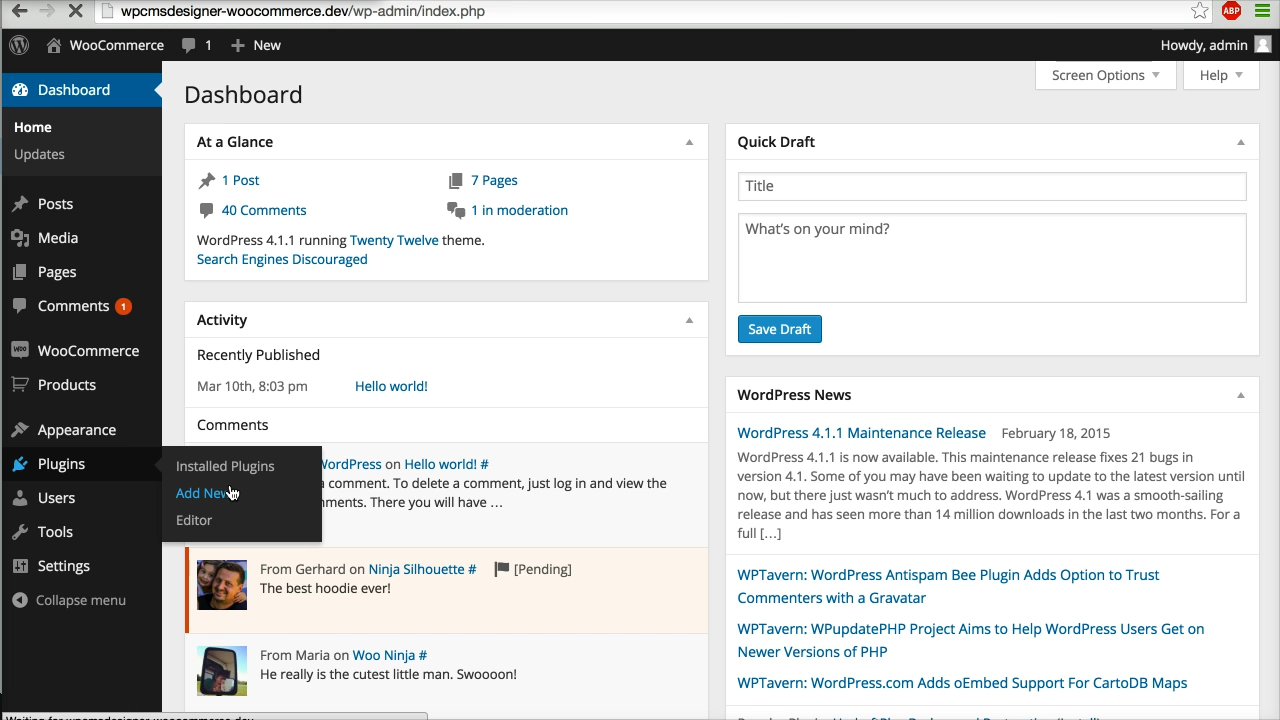 wpcmsdesigner-woocommerce.dev/wp-admin/index.php
ABP
WooCommerce 1 New
Howdy, admin
Dashboard
Home
Updates
Posts
Media
Pages
Comments 1
WooCommerce
Products
Appearance
Plugins
Users
Tools
Settings
Collapse menu
Installed Plugins
Add New
Editor
Screen Options
Help
Dashboard
At a Glance
1 Post
7 Pages
40 Comments
1 in moderation
WordPress 4.1.1 running Twenty Twelve theme.
Search Engines Discouraged
Activity
Recently Published
Mar 10th, 8:03 pm Hello world!
Comments
WordPress on Hello world! #
a comment. To delete a comment, just log in and view the
There you will have …
From Gerhard on Ninja Silhouette # [Pending]
The best hoodie ever!
From Maria on Woo Ninja #
He really is the cutest little man. Swoooon!
Quick Draft
Title
What's on your mind?
Save Draft
WordPress News
WordPress 4.1.1 Maintenance Release February 18, 2015
WordPress 4.1.1 is now available. This maintenance release fixes 21 bugs in
version 4.1. Some of you may have been waiting to update to the latest version until
now, but there just wasn't much to address. WordPress 4.1 was a smooth-sailing
release and has seen more than 14 million downloads in the last two months. For a
full […]
WPTavern: WordPress Antispam Bee Plugin Adds Option to Trust
Commenters with a Gravatar
WPTavern: WPupdatePHP Project Aims to Help WordPress Users Get on
Newer Versions of PHP
WPTavern: WordPress.com Adds oEmbed Support For CartoDB Maps